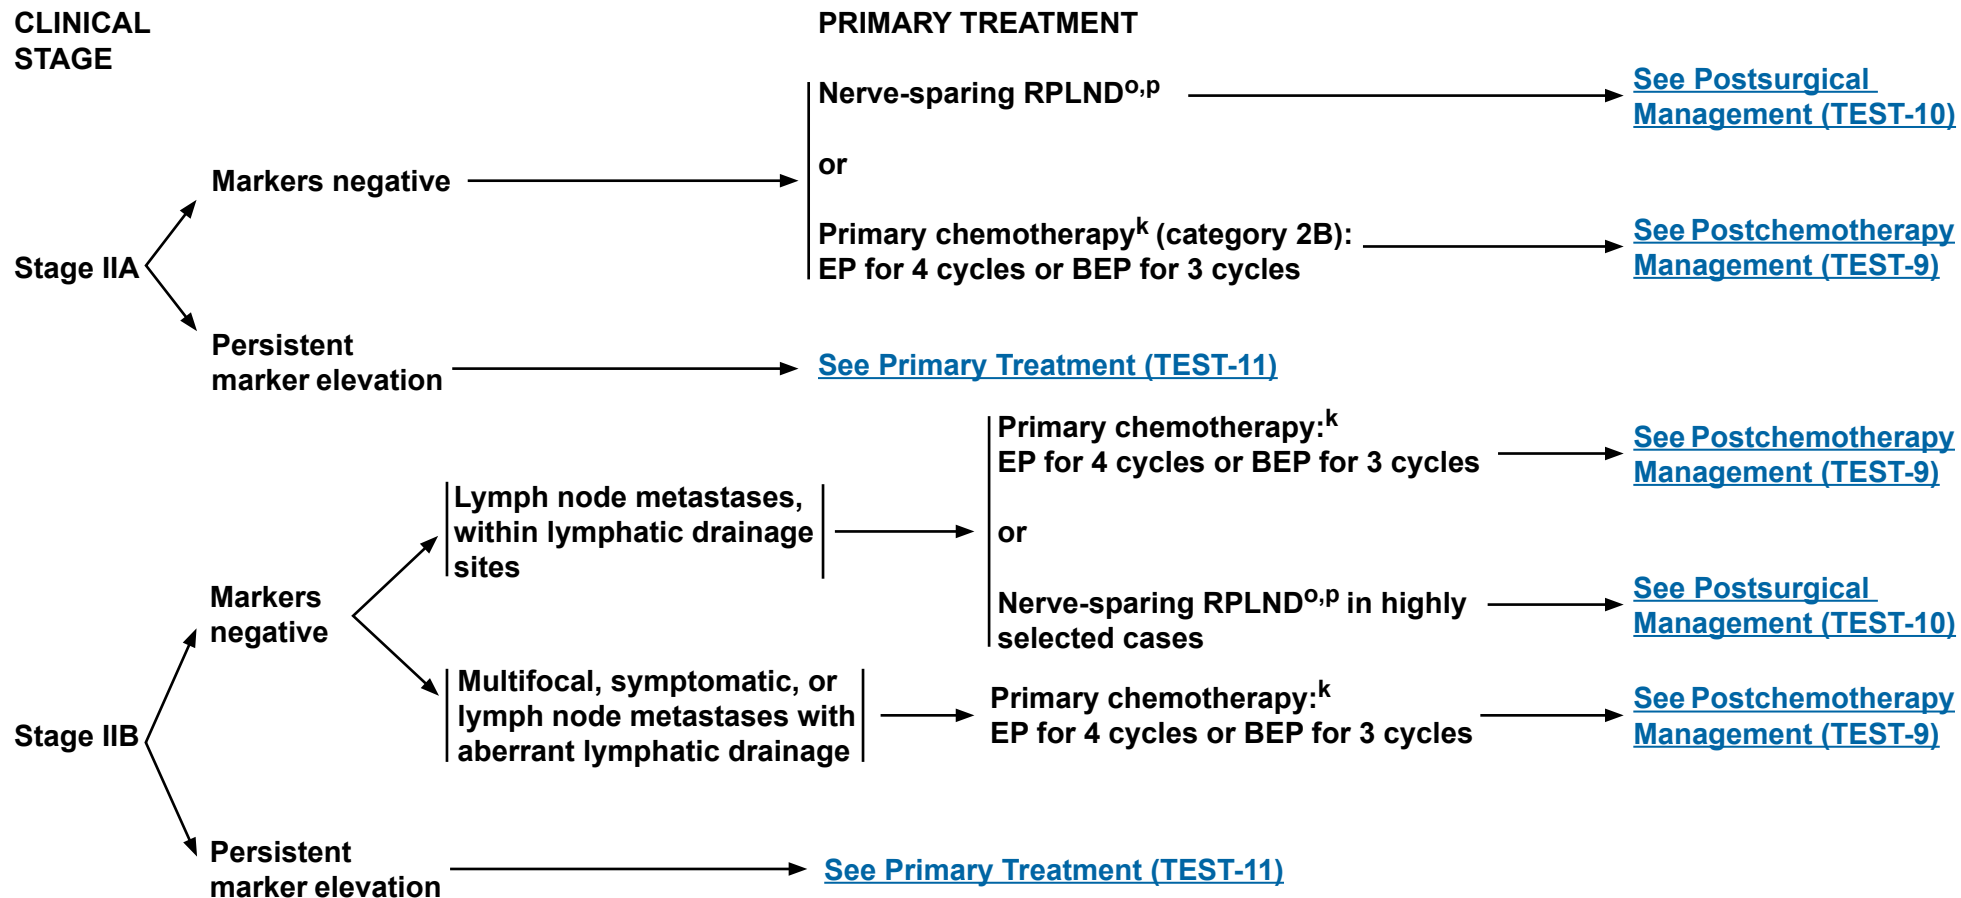 CLINICAL
STAGE
PRIMARY TREATMENT
Nerve-sparing RPLNDo,p
See Postsurgical
Management (TEST-10)
or
Markers negative
Primary chemotherapyk (category 2B):
EP for 4 cycles or BEP for 3 cycles
See Postchemotherapy
Management (TEST-9)
Stage IIA
Persistent
marker elevation
See Primary Treatment (TEST-11)
Primary chemotherapy:k
EP for 4 cycles or BEP for 3 cycles
See Postchemotherapy
Management (TEST-9)
Lymph node metastases,
within lymphatic drainage
sites
or
Markers
negative
Nerve-sparing RPLNDo,p in highly
selected cases
See Postsurgical
Management (TEST-10)
Multifocal, symptomatic, or
lymph node metastases with
aberrant lymphatic drainage
Primary chemotherapy:k
EP for 4 cycles or BEP for 3 cycles
See Postchemotherapy
Management (TEST-9)
Stage IIB
Persistent
marker elevation
See Primary Treatment (TEST-11)